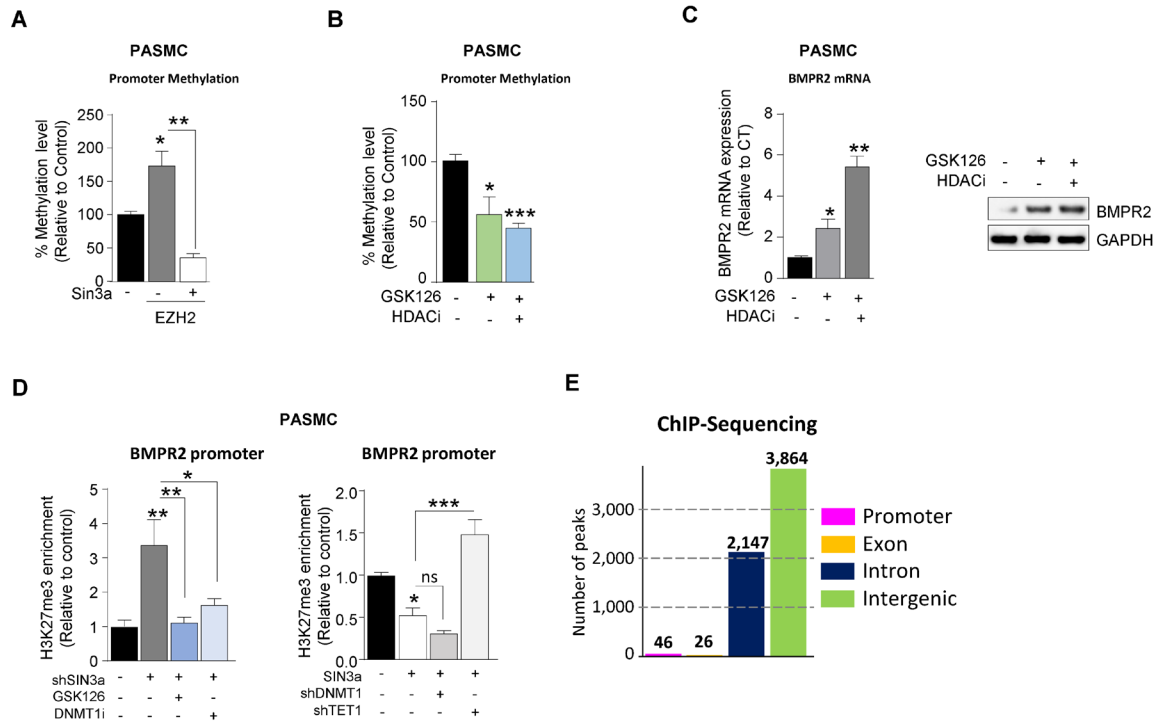 A
PASMC
Promoter Methylation
% Methylation level
(Relative to Control)
250
200
150
100
50
0
*
**
Sin3a - - +
EZH2
B
PASMC
Promoter Methylation
% Methylation level
(Relative to Control)
150
100
50
0
*
***
GSK126 - + +
HDACi - - +
C
PASMC
BMPR2 mRNA
BMPR2 mRNA expression
(Relative to CT)
8
6
4
2
0
*
**
GSK126 - + +
HDACi - - +
GSK126 - + +
HDACi - - +
BMPR2
GAPDH
D
PASMC
BMPR2 promoter
H3K27me3 enrichment
(Relative to control)
5
4
3
2
1
0
*
**
**
shSIN3a - + + +
GSK126 - - + -
DNMT1i - - - +
BMPR2 promoter
H3K27me3 enrichment
(Relative to control)
2.0
1.5
1.0
0.5
0.0
***
ns
*
SIN3a - + + +
shDNMT1 - - + -
shTET1 - - - +
E
ChIP-Sequencing
Number of peaks
3,000
2,000
1,000
0
46
26
2,147
3,864
Promoter
Exon
Intron
Intergenic